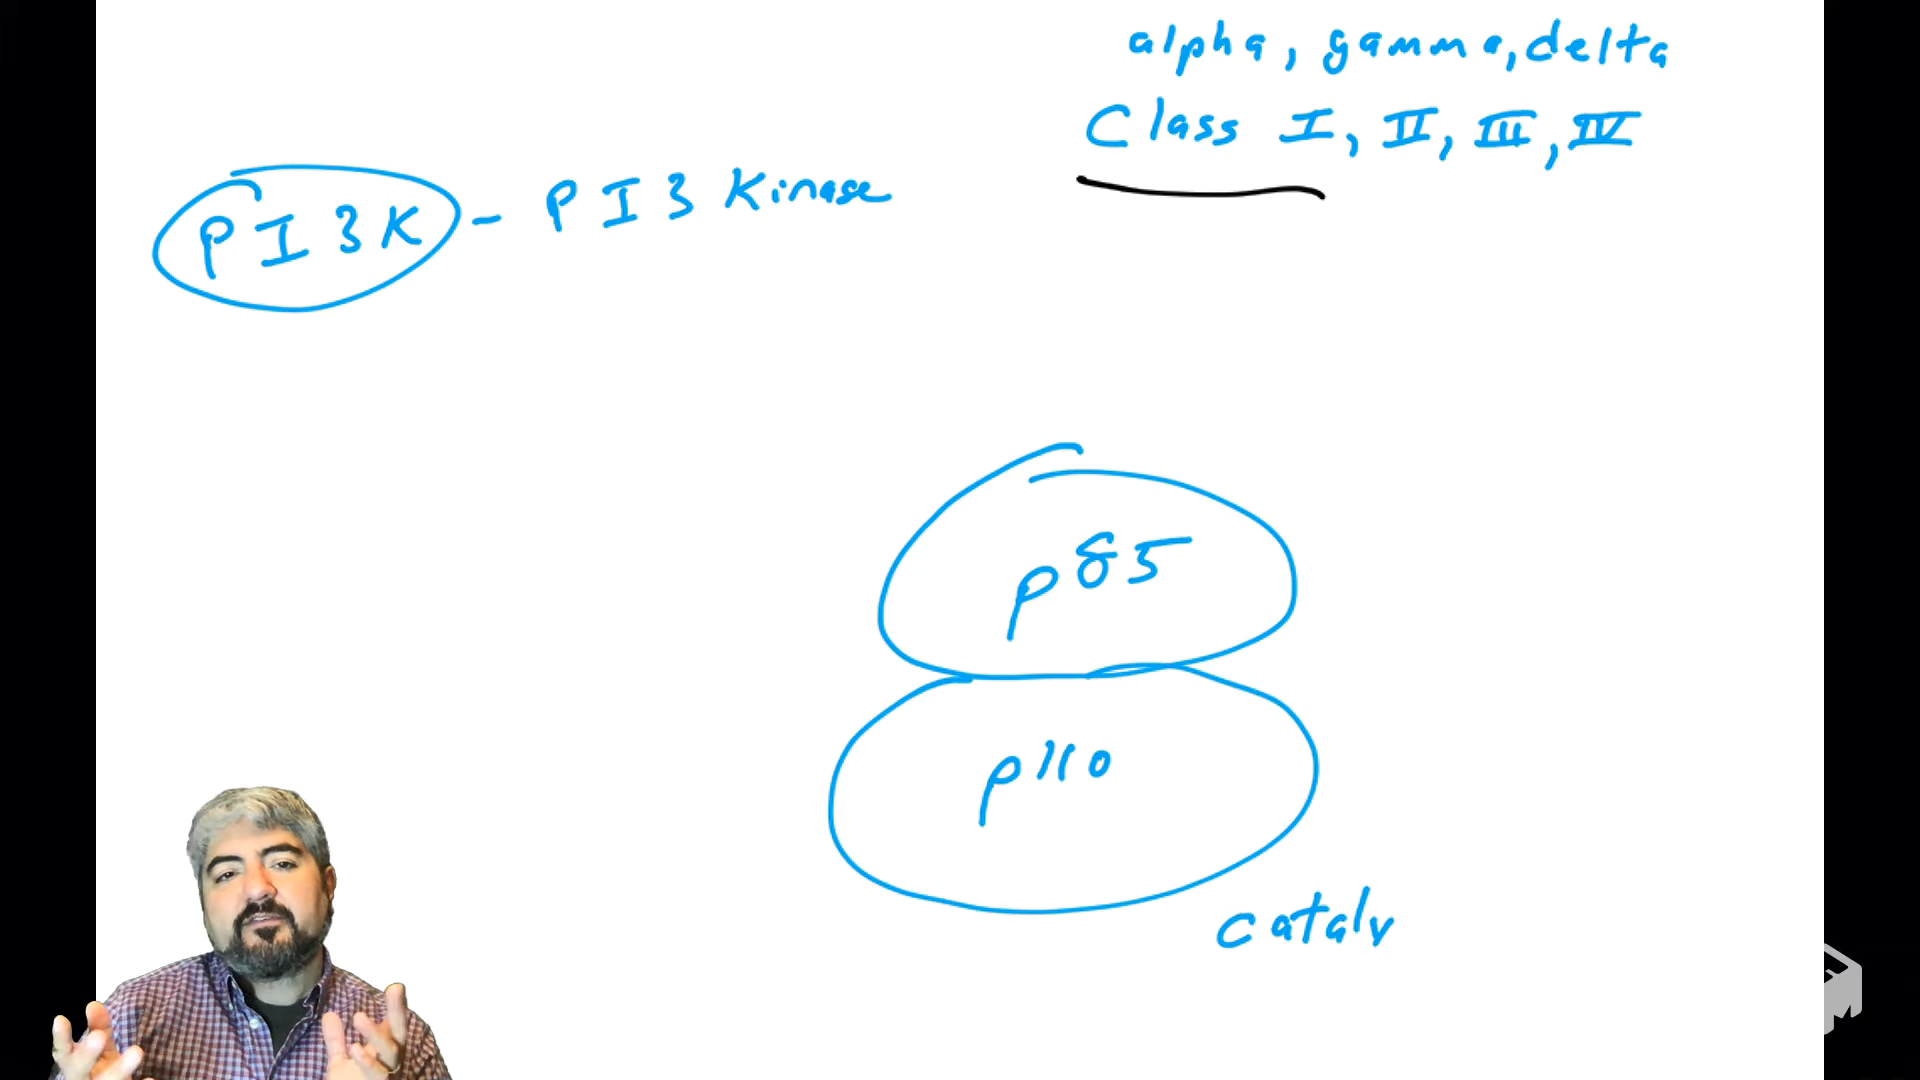 alpha, gamma, delta
Class I, II, III, IV
PI3K - PI3 Kinase
p85
p110
cataly